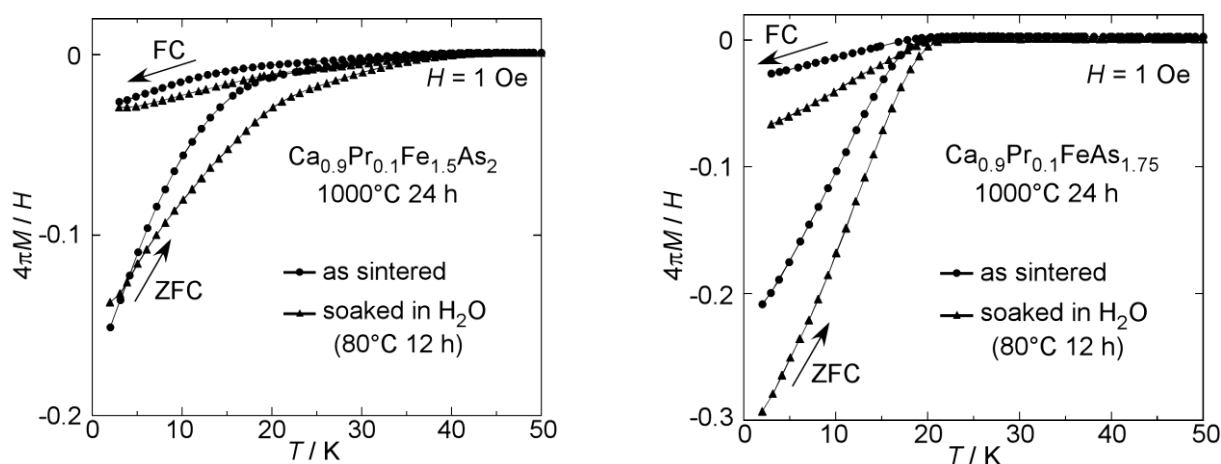 0
FC
H = 1 Oe
Ca0.9Pr0.1Fe1.5As2
1000°C 24 h
-0.1
4πM / H
as sintered
soaked in H2O
(80°C 12 h)
ZFC
-0.2
0 10 20 30 40 50
T / K
0
FC
H = 1 Oe
Ca0.9Pr0.1FeAs1.75
1000°C 24 h
-0.1
4πM / H
as sintered
-0.2
soaked in H2O
(80°C 12 h)
ZFC
-0.3
0 10 20 30 40 50
T / K